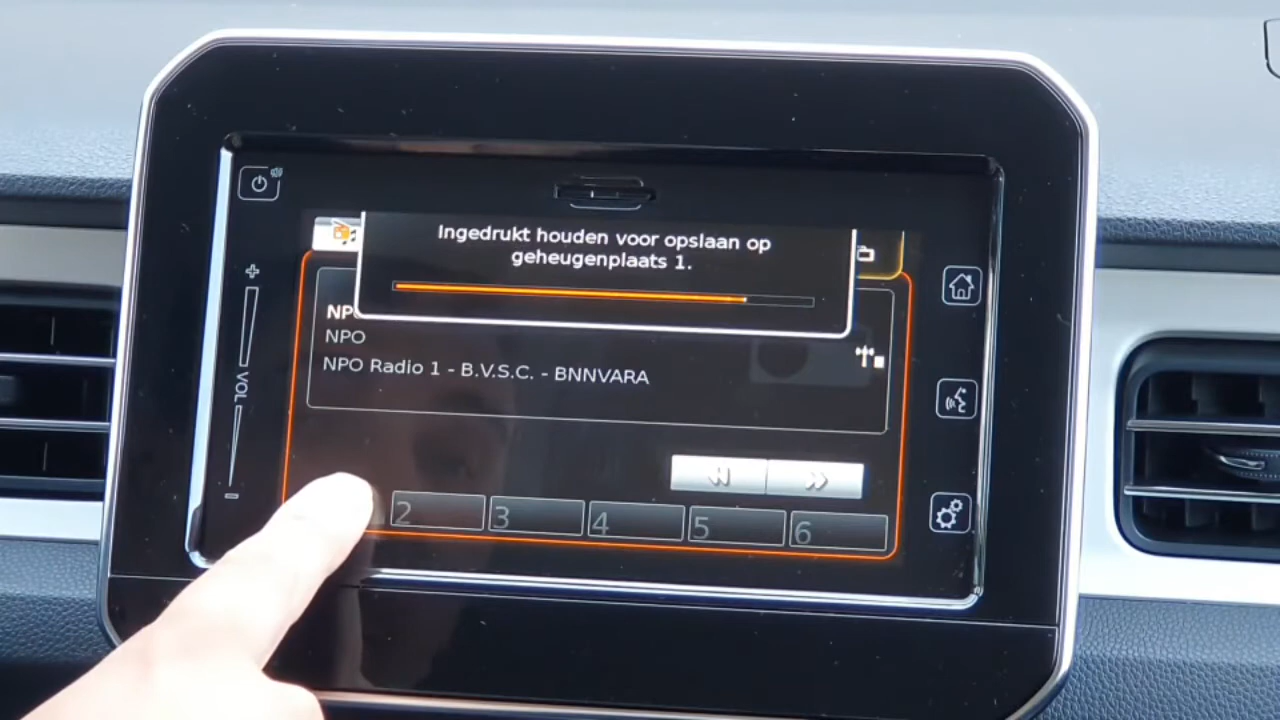 Ingedrukt houden voor opslaan op
geheugenplaats 1.
NPO
NPO Radio 1 - B.V.S.C. - BNNVARA
VOL
2
3
4
5
6